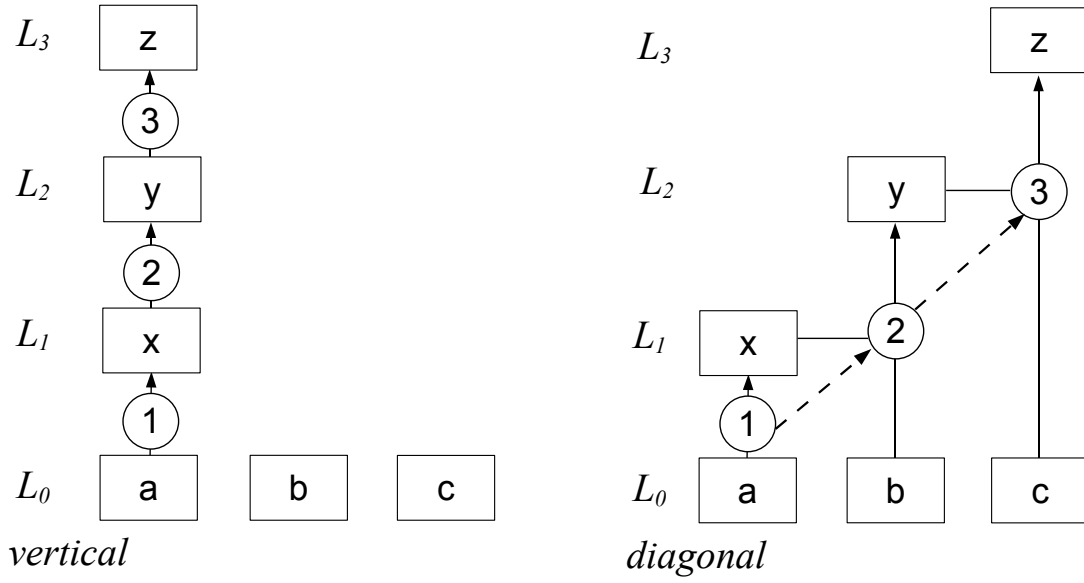 L3 z
3
L2 y
2
L1 x
1
L0 a b c
vertical
L3 z
L2 y 3
L1 x 2
1
L0 a b c
diagonal